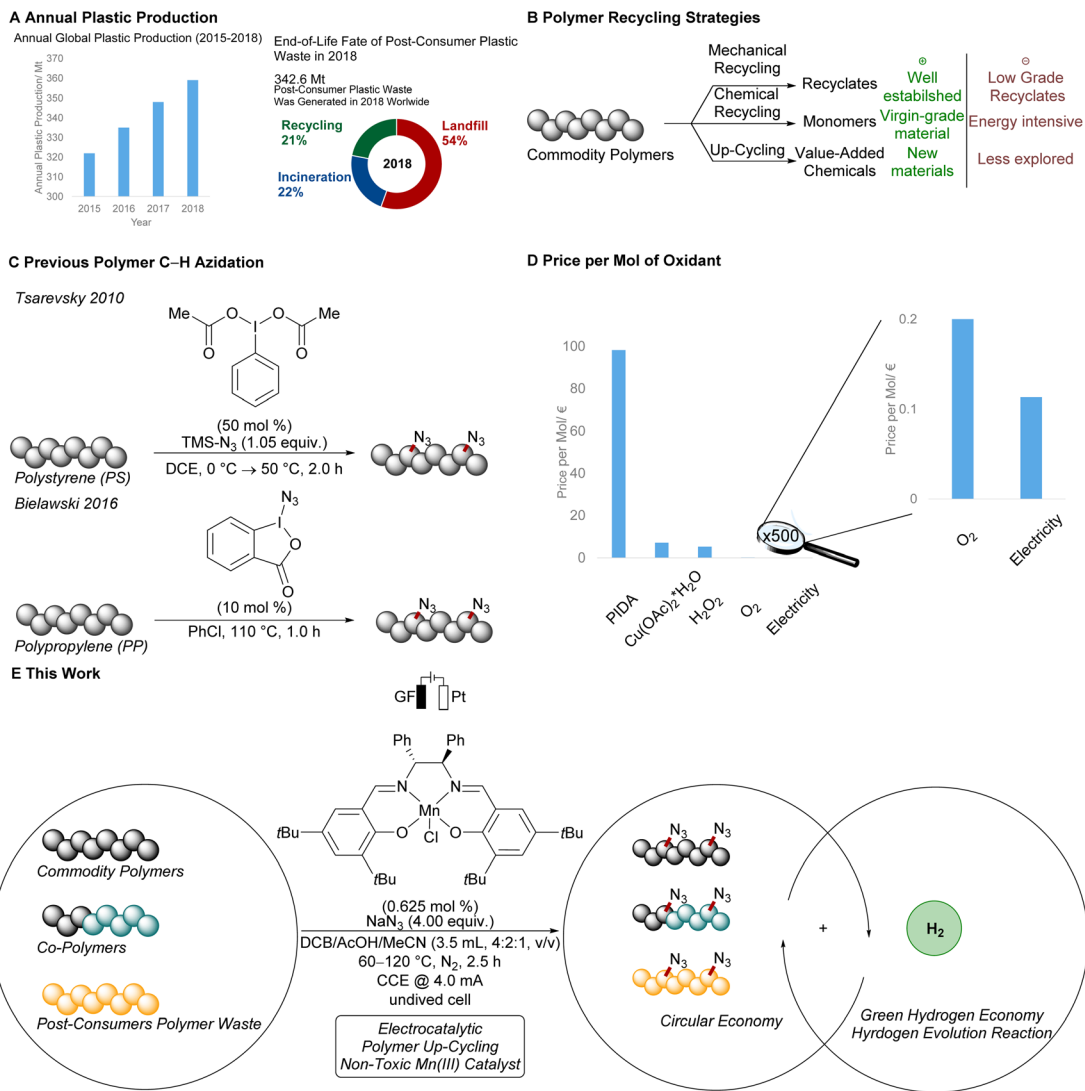 A Annual Plastic Production
Annual Global Plastic Production (2015-2018)
Annual Plastic Production/ Mt
370
360
350
340
330
320
310
300
2015 2016 2017 2018
Year
End-of-Life Fate of Post-Consumer Plastic
Waste in 2018
342.6 Mt
Post-Consumer Plastic Waste
Was Generated in 2018 Worlwide
Recycling
21%
Landfill
54%
2018
Incineration
22%
B Polymer Recycling Strategies
Commodity Polymers
Mechanical
Recycling
Recyclates
Chemical
Recycling
Monomers
Up-Cycling
Value-Added
Chemicals
+
Well
estabilshed
Virgin-grade
material
New
materials
−
Low Grade
Recyclates
Energy intensive
Less explored
C Previous Polymer C–H Azidation
Tsarevsky 2010
Me O I O Me
O O
(50 mol %)
TMS-N₃ (1.05 equiv.)
DCE, 0 °C → 50 °C, 2.0 h
Polystyrene (PS)
N₃ N₃
Bielawski 2016
N₃
I
O
O
(10 mol %)
PhCl, 110 °C, 1.0 h
Polypropylene (PP)
N₃ N₃
D Price per Mol of Oxidant
Price per Mol/ €
100
80
60
40
20
0
PIDA
Cu(OAc)₂*H₂O
H₂O₂
O₂
Electricity
x500
Price per Mol/ €
0.2
0.1
0
O₂
Electricity
E This Work
GF Pt
Ph Ph
N N
Mn
O Cl O
tBu tBu
tBu tBu
(0.625 mol %)
NaN₃ (4.00 equiv.)
DCB/AcOH/MeCN (3.5 mL, 4:2:1, v/v)
60–120 °C, N₂, 2.5 h
CCE @ 4.0 mA
undived cell
Electrocatalytic
Polymer Up-Cycling
Non-Toxic Mn(III) Catalyst
Commodity Polymers
Co-Polymers
Post-Consumers Polymer Waste
N₃ N₃
N₃ N₃
N₃ N₃
Circular Economy
+
H₂
Green Hydrogen Economy
Hyrdogen Evolution Reaction